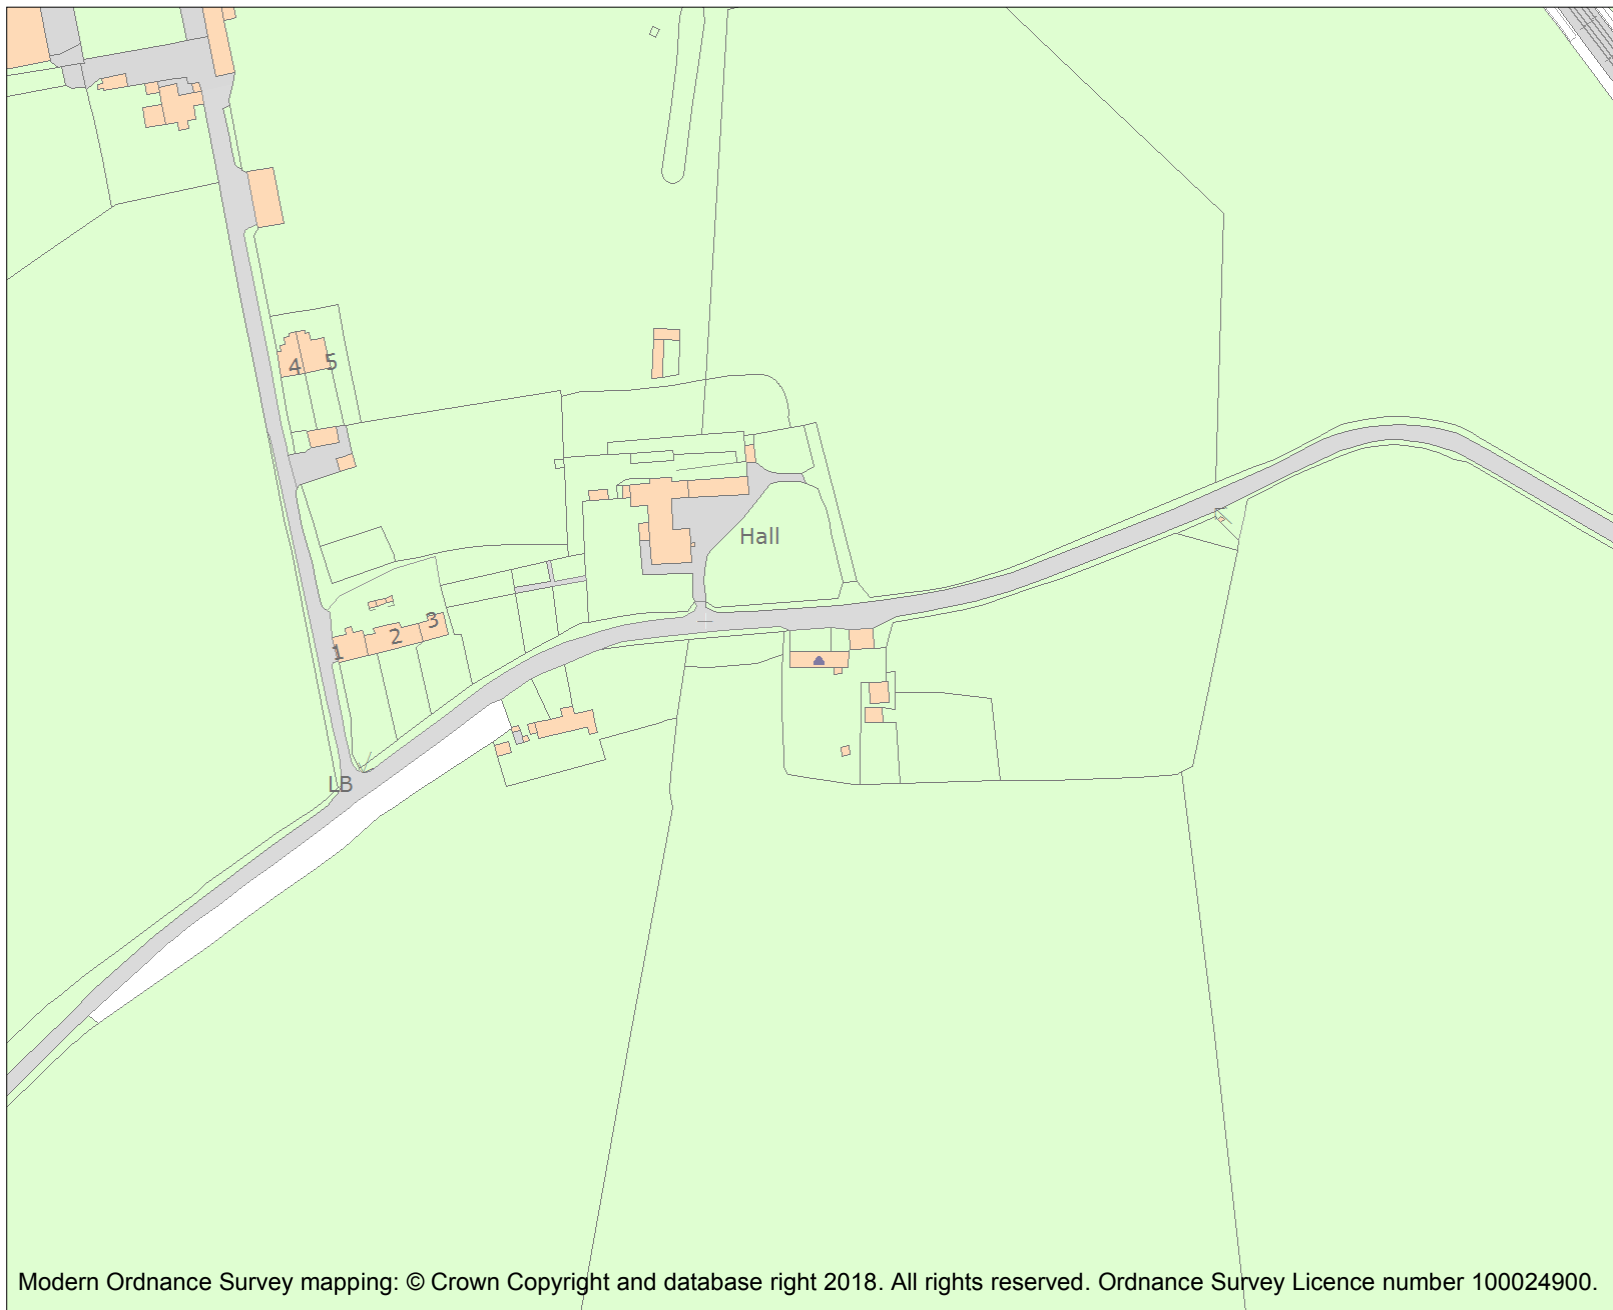 4 5
Hall
1 2 3
LB
Modern Ordnance Survey mapping: © Crown Copyright and database right 2018. All rights reserved. Ordnance Survey Licence number 100024900.